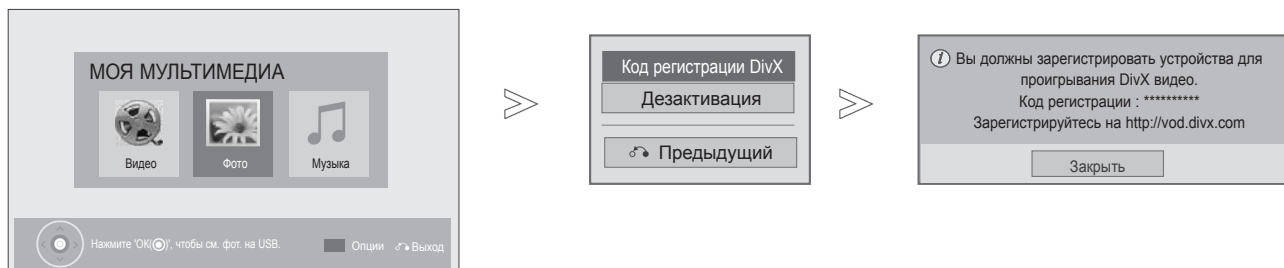 МОЯ МУЛЬТИМЕДИА
Видео
Фото
Музыка
Нажмите 'ОК(◉)', чтобы см. фот. на USB.
Опции
Выход
Код регистрации DivX
Дезактивация
Предыдущий
Вы должны зарегистрировать устройства для
проигрывания DivX видео.
Код регистрации : **********
Зарегистрируйтесь на http://vod.divx.com
Закрыть